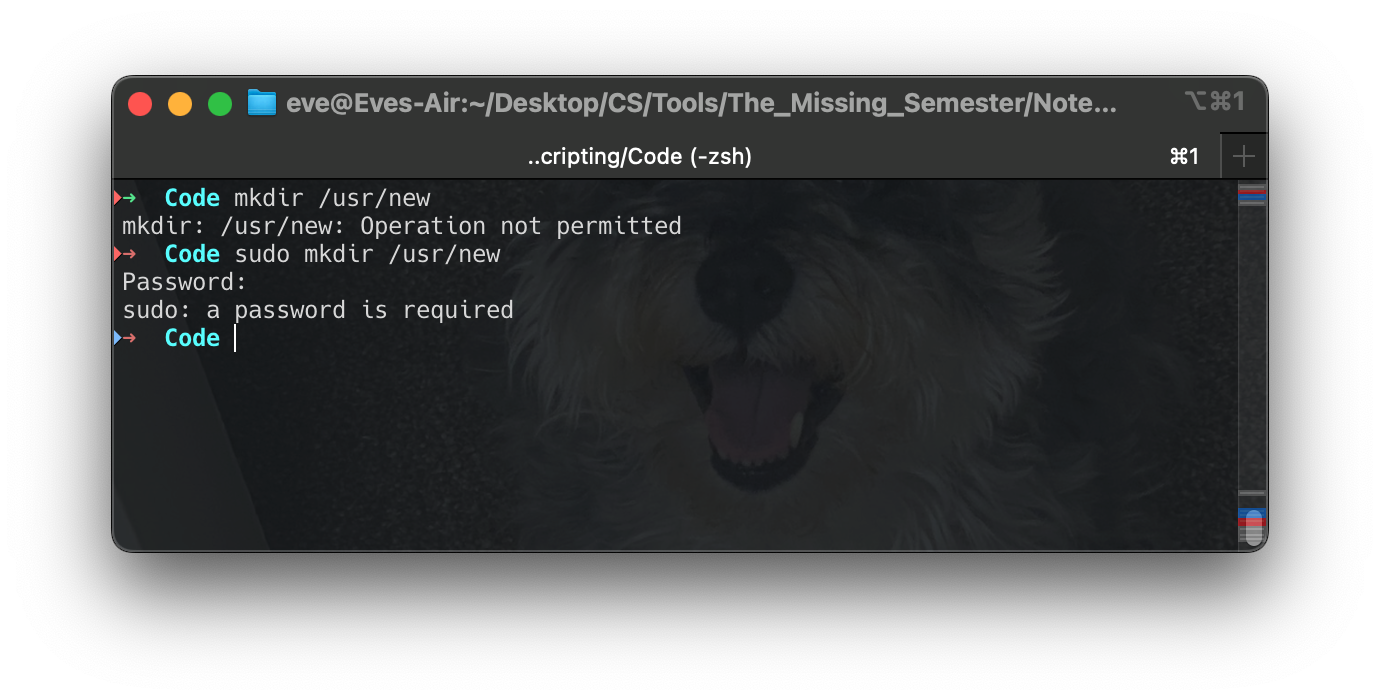 eve@Eves-Air:~/Desktop/CS/Tools/The_Missing_Semester/Note... ⌥⌘1
..cripting/Code (-zsh) ⌘1
➜ Code mkdir /usr/new
mkdir: /usr/new: Operation not permitted
➜ Code sudo mkdir /usr/new
Password:
sudo: a password is required
➜ Code